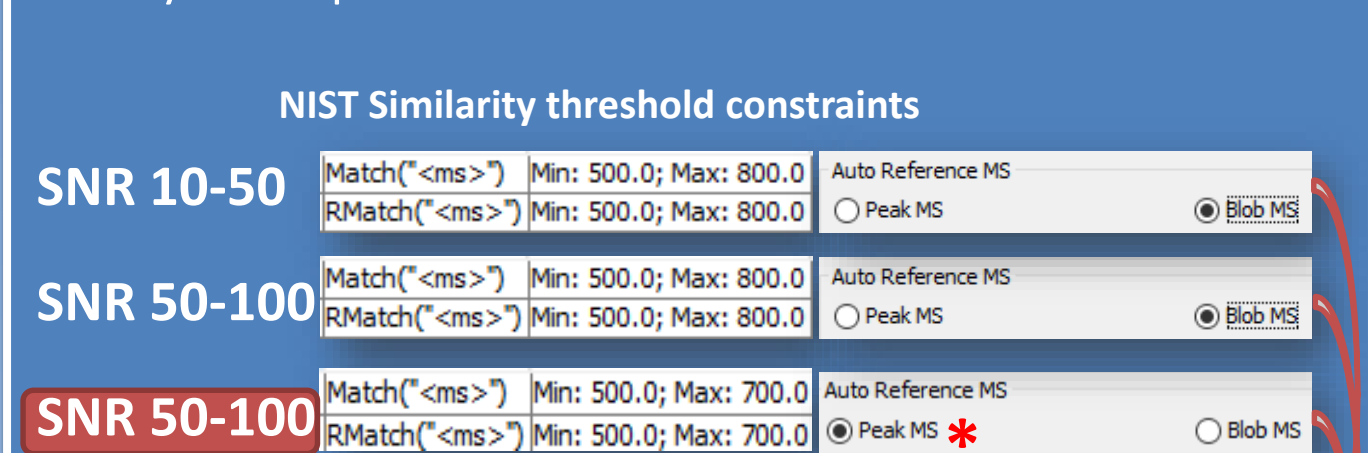 NIST Similarity threshold constraints
SNR 10-50 Match("<ms>") Min: 500.0; Max: 800.0 Auto Reference MS
RMatch("<ms>") Min: 500.0; Max: 800.0 Peak MS Blob MS
SNR 50-100 Match("<ms>") Min: 500.0; Max: 800.0 Auto Reference MS
RMatch("<ms>") Min: 500.0; Max: 800.0 Peak MS Blob MS
SNR 50-100 Match("<ms>") Min: 500.0; Max: 700.0 Auto Reference MS
RMatch("<ms>") Min: 500.0; Max: 700.0 Peak MS * Blob MS